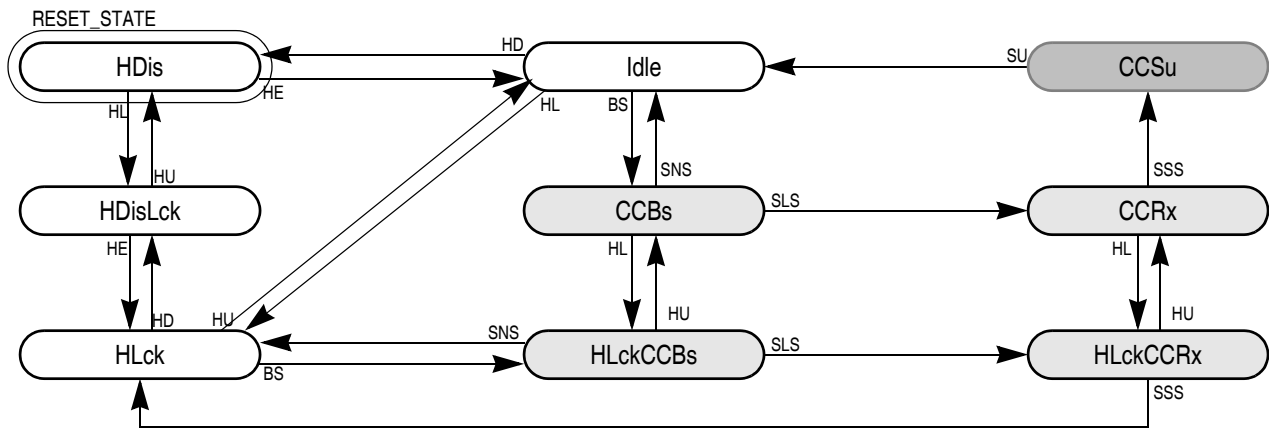 RESET_STATE
HDis
HD
Idle
SU
CCSu
HE
HL
HL
BS
HU
SNS
SSS
HDisLck
CCBs
SLS
CCRx
HE
HL
HL
HD
HU
HU
HU
SNS
HLck
HLckCCBs
SLS
HLckCCRx
BS
SSS